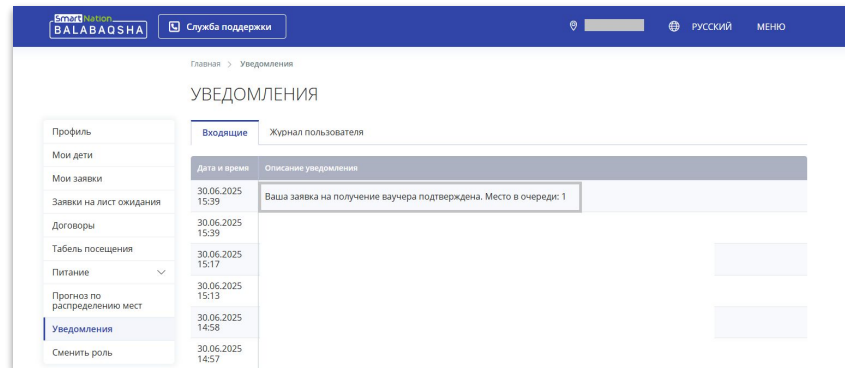 Smart Nation
BALABAQSHA
Служба поддержки
РУССКИЙ
МЕНЮ
Главная > Уведомления
УВЕДОМЛЕНИЯ
Профиль
Мои дети
Мои заявки
Заявки на лист ожидания
Договоры
Табель посещения
Питание
Прогноз по
распределению мест
Уведомления
Сменить роль
Входящие
Журнал пользователя
Дата и время
Описание уведомления
30.06.2025
15:39
Ваша заявка на получение ваучера подтверждена. Место в очереди: 1
30.06.2025
15:39
30.06.2025
15:17
30.06.2025
15:13
30.06.2025
14:58
30.06.2025
14:57